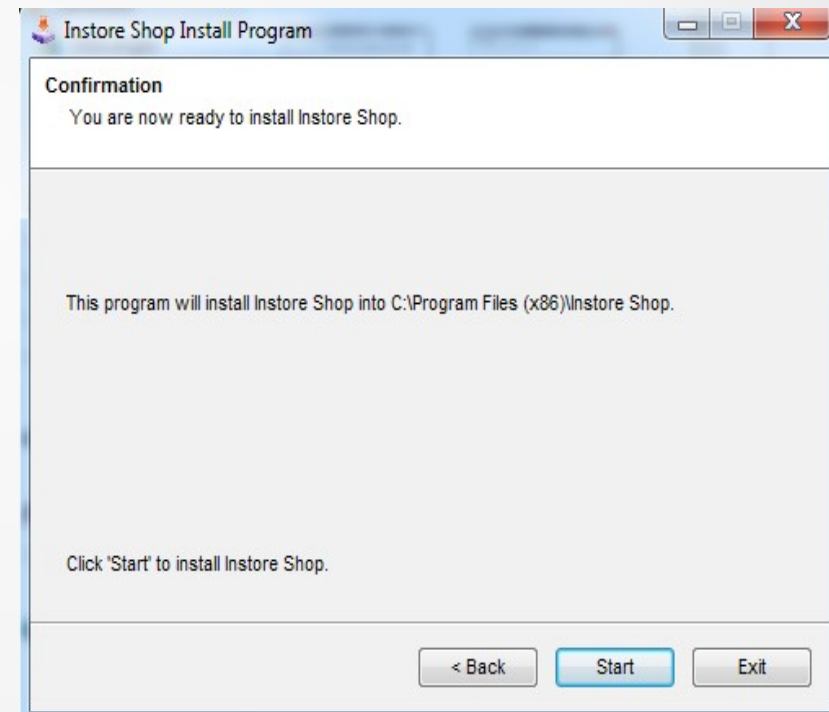 Instore Shop Install Program
Confirmation
You are now ready to install Instore Shop.
This program will install Instore Shop into C:\Program Files (x86)\Instore Shop.
Click 'Start' to install Instore Shop.
< Back Start Exit